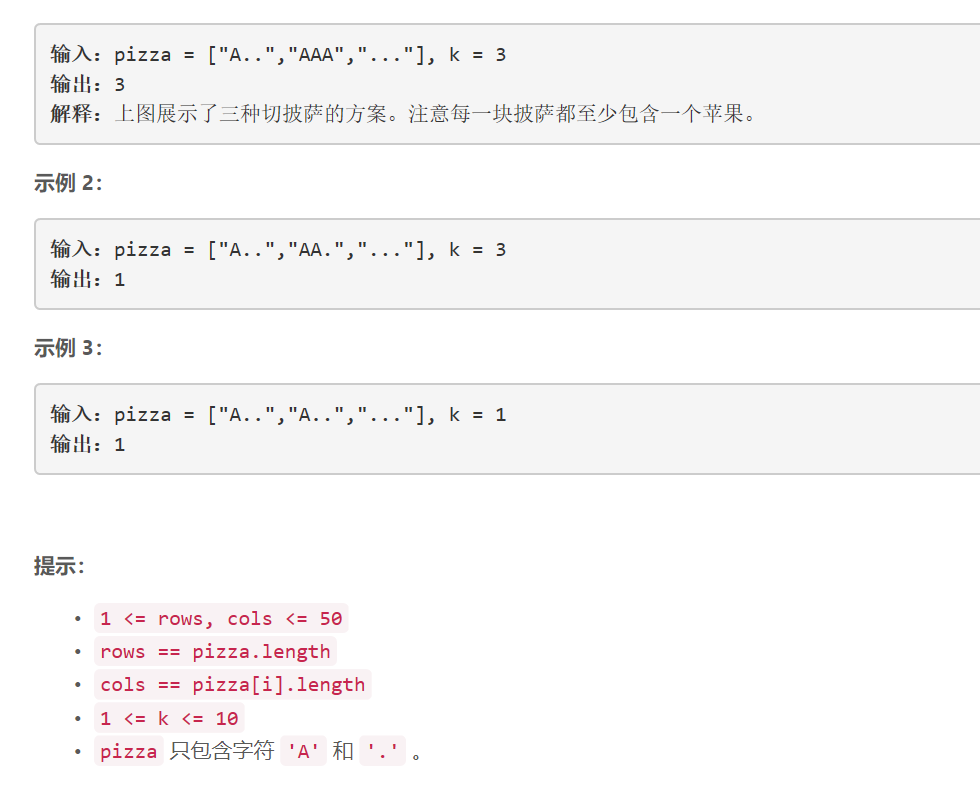 输入：pizza = ["A..","AAA","..."], k = 3
输出：3
解释：上图展示了三种切披萨的方案。注意每一块披萨都至少包含一个苹果。
示例 2：
输入：pizza = ["A..","AA.","..."], k = 3
输出：1
示例 3：
输入：pizza = ["A..","A..","..."], k = 1
输出：1
提示：
• 1 <= rows, cols <= 50
• rows == pizza.length
• cols == pizza[i].length
• 1 <= k <= 10
• pizza 只包含字符 'A' 和 '.' 。